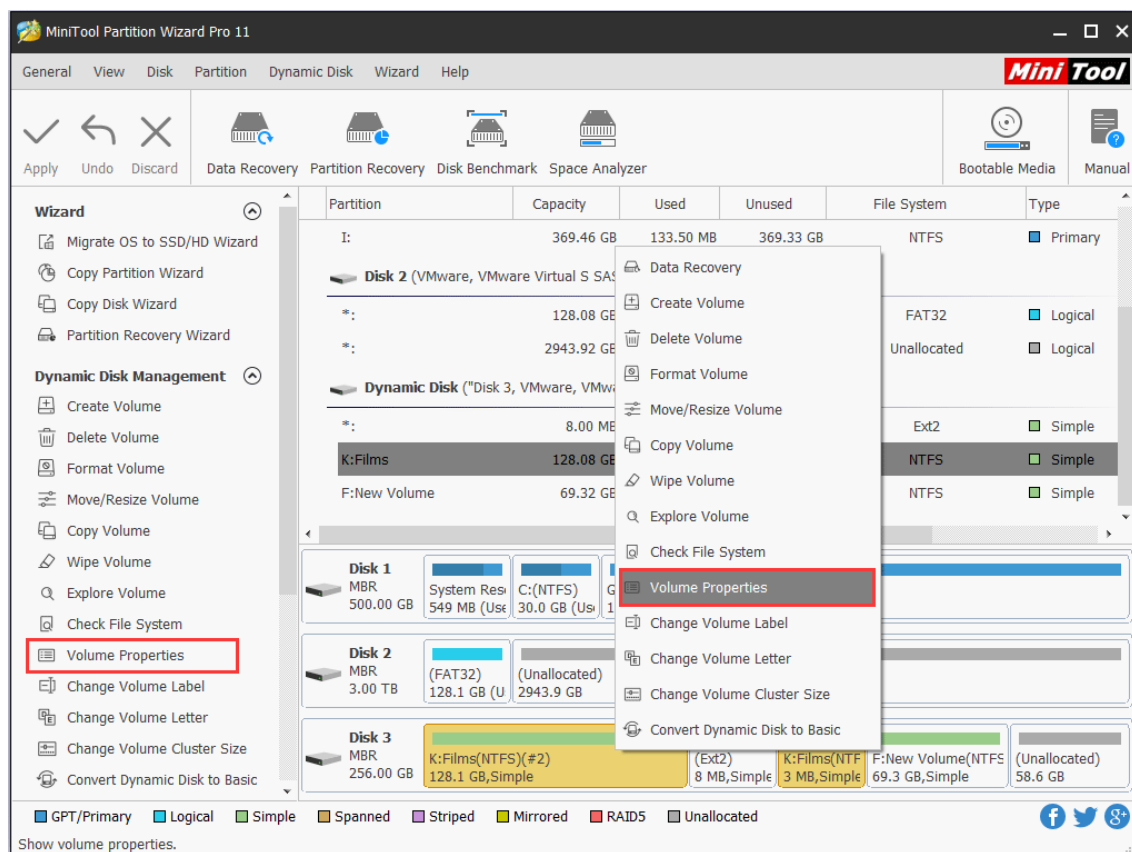 MiniTool Partition Wizard Pro 11
General View Disk Partition Dynamic Disk Wizard Help
Mini Tool
Apply Undo Discard Data Recovery Partition Recovery Disk Benchmark Space Analyzer Bootable Media Manual
Wizard
Migrate OS to SSD/HD Wizard
Copy Partition Wizard
Copy Disk Wizard
Partition Recovery Wizard
Dynamic Disk Management
Create Volume
Delete Volume
Format Volume
Move/Resize Volume
Copy Volume
Wipe Volume
Explore Volume
Check File System
Volume Properties
Change Volume Label
Change Volume Letter
Change Volume Cluster Size
Convert Dynamic Disk to Basic
Partition Capacity Used Unused File System Type
I: 369.46 GB 133.50 MB 369.33 GB NTFS Primary
Disk 2 (VMware, VMware Virtual S SAS
*: 128.08 GB FAT32 Logical
*: 2943.92 GB Unallocated Logical
Dynamic Disk ("Disk 3, VMware,
*: 8.00 MB Ext2 Simple
K:Films 128.08 GB NTFS Simple
F:New Volume 69.32 GB NTFS Simple
Data Recovery
Create Volume
Delete Volume
Format Volume
Move/Resize Volume
Copy Volume
Wipe Volume
Explore Volume
Check File System
Volume Properties
Change Volume Label
Change Volume Letter
Change Volume Cluster Size
Convert Dynamic Disk to Basic
Disk 1
MBR
500.00 GB
System Res
549 MB (Use
C:(NTFS)
30.0 GB (Us
Disk 2
MBR
3.00 TB
(FAT32)
128.1 GB (U
(Unallocated)
2943.9 GB
Disk 3
MBR
256.00 GB
K:Films(NTFS)(#2)
128.1 GB,Simple
(Ext2)
8 MB,Simple
K:Films(NTF
3 MB,Simple
F:New Volume(NTFS
69.3 GB,Simple
(Unallocated)
58.6 GB
GPT/Primary Logical Simple Spanned Striped Mirrored RAID5 Unallocated
f 8+
Show volume properties.